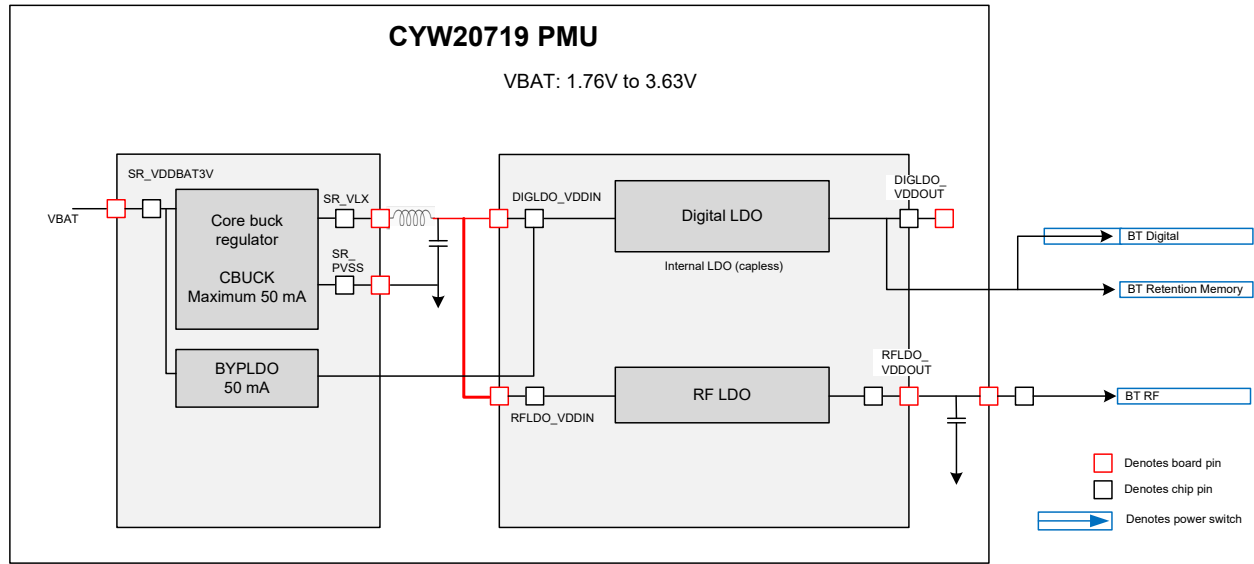 CYW20719 PMU
VBAT: 1.76V to 3.63V
SR_VDDBAT3V
VBAT
Core buck
regulator
CBUCK
Maximum 50 mA
SR_VLX
SR_
PVSS
BYPLDO
50 mA
DIGLDO_VDDIN
Digital LDO
Internal LDO (capless)
DIGLDO_
VDDOUT
RFLDO_VDDIN
RF LDO
RFLDO_
VDDOUT
BT Digital
BT Retention Memory
BT RF
Denotes board pin
Denotes chip pin
Denotes power switch